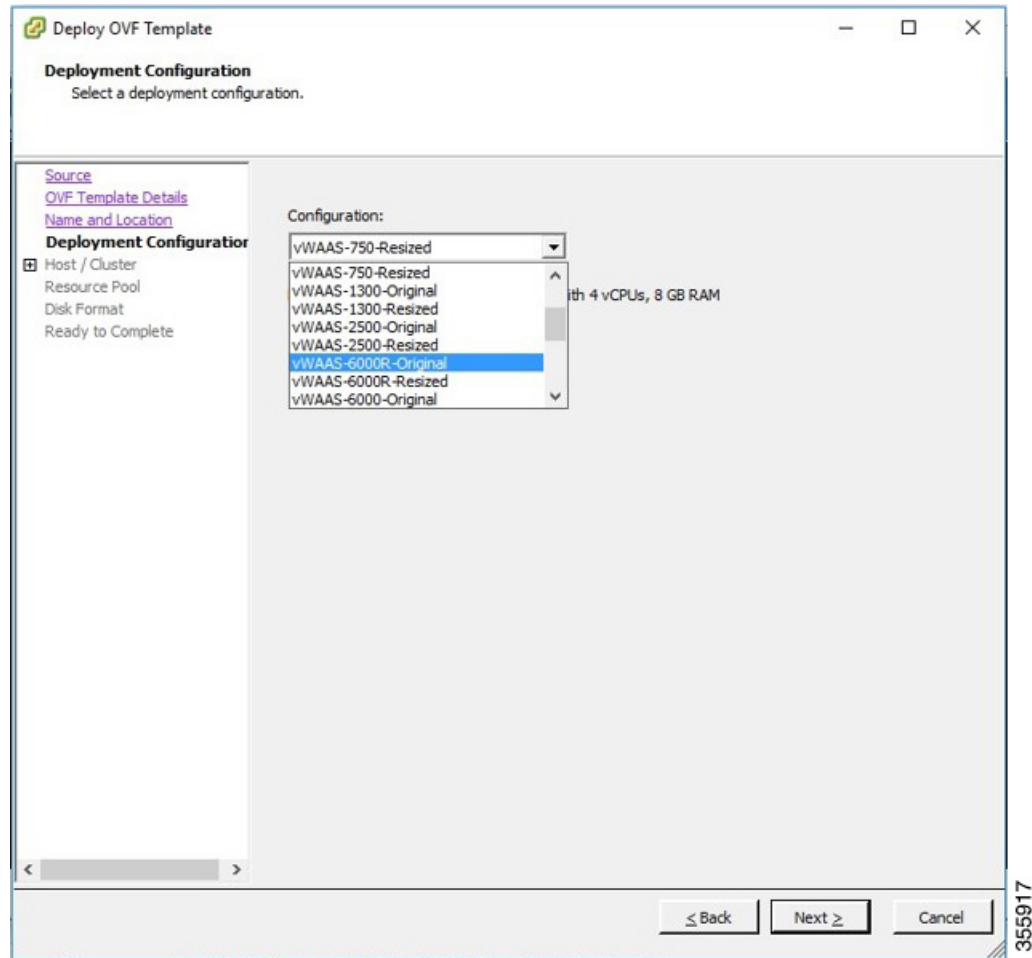 Deploy OVF Template
Deployment Configuration
Select a deployment configuration.
Source
OVF Template Details
Name and Location
Deployment Configuration
Host / Cluster
Resource Pool
Disk Format
Ready to Complete
Configuration:
vWAAS-750-Resized
vWAAS-750-Resized
vWAAS-1300-Original
vWAAS-1300-Resized
vWAAS-2500-Original
vWAAS-2500-Resized
vWAAS-6000R-Original
vWAAS-6000R-Resized
vWAAS-6000-Original
ith 4 vCPUs, 8 GB RAM
≤ Back
Next ≥
Cancel
355917